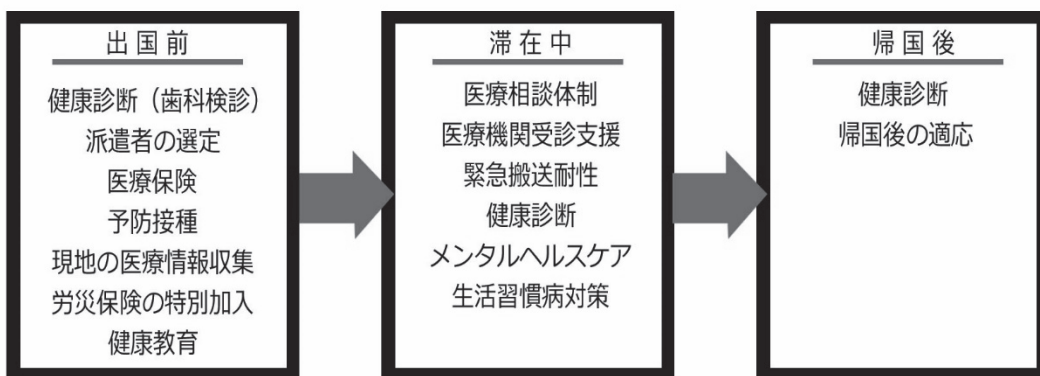 出国前
健康診断（歯科検診）
派遣者の選定
医療保険
予防接種
現地の医療情報収集
労災保険の特別加入
健康教育
滞在中
医療相談体制
医療機関受診支援
緊急搬送耐性
健康診断
メンタルヘルスケア
生活習慣病対策
帰国後
健康診断
帰国後の適応